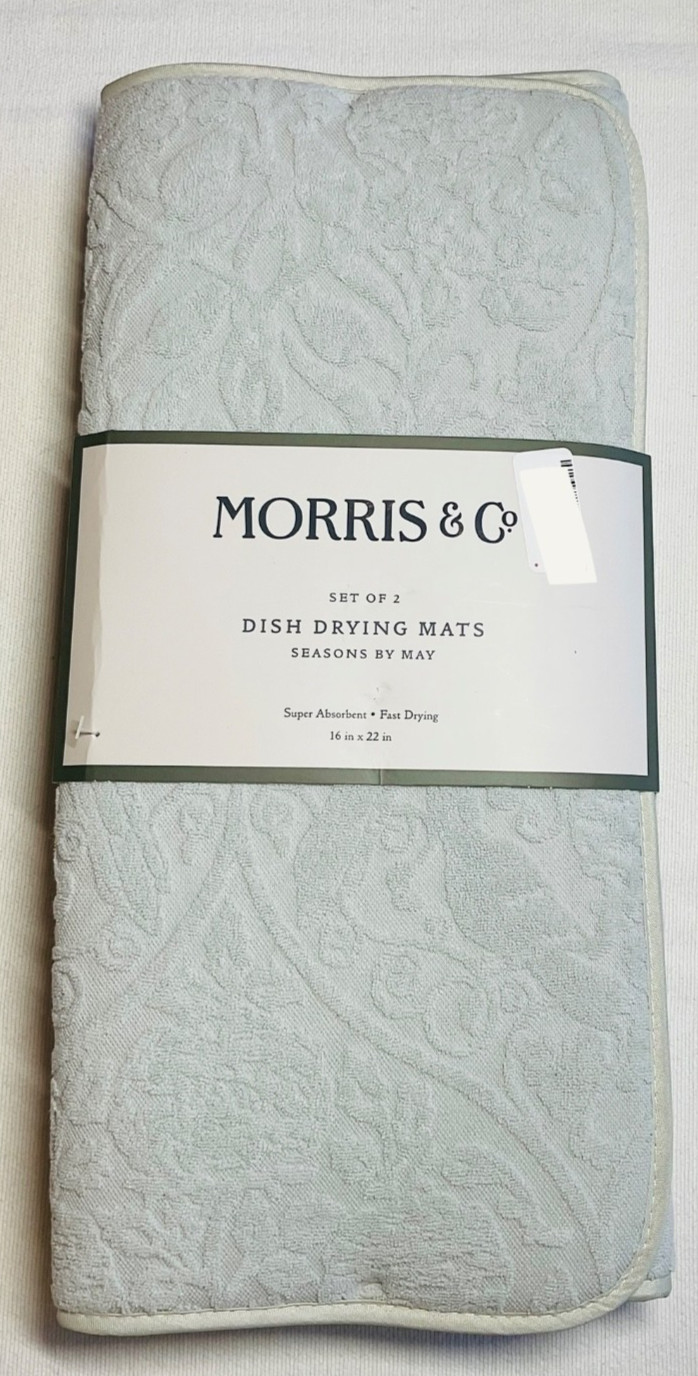 MORRIS & Cº
SET OF 2
DISH DRYING MATS
SEASONS BY MAY
Super Absorbent • Fast Drying
16 in x 22 in